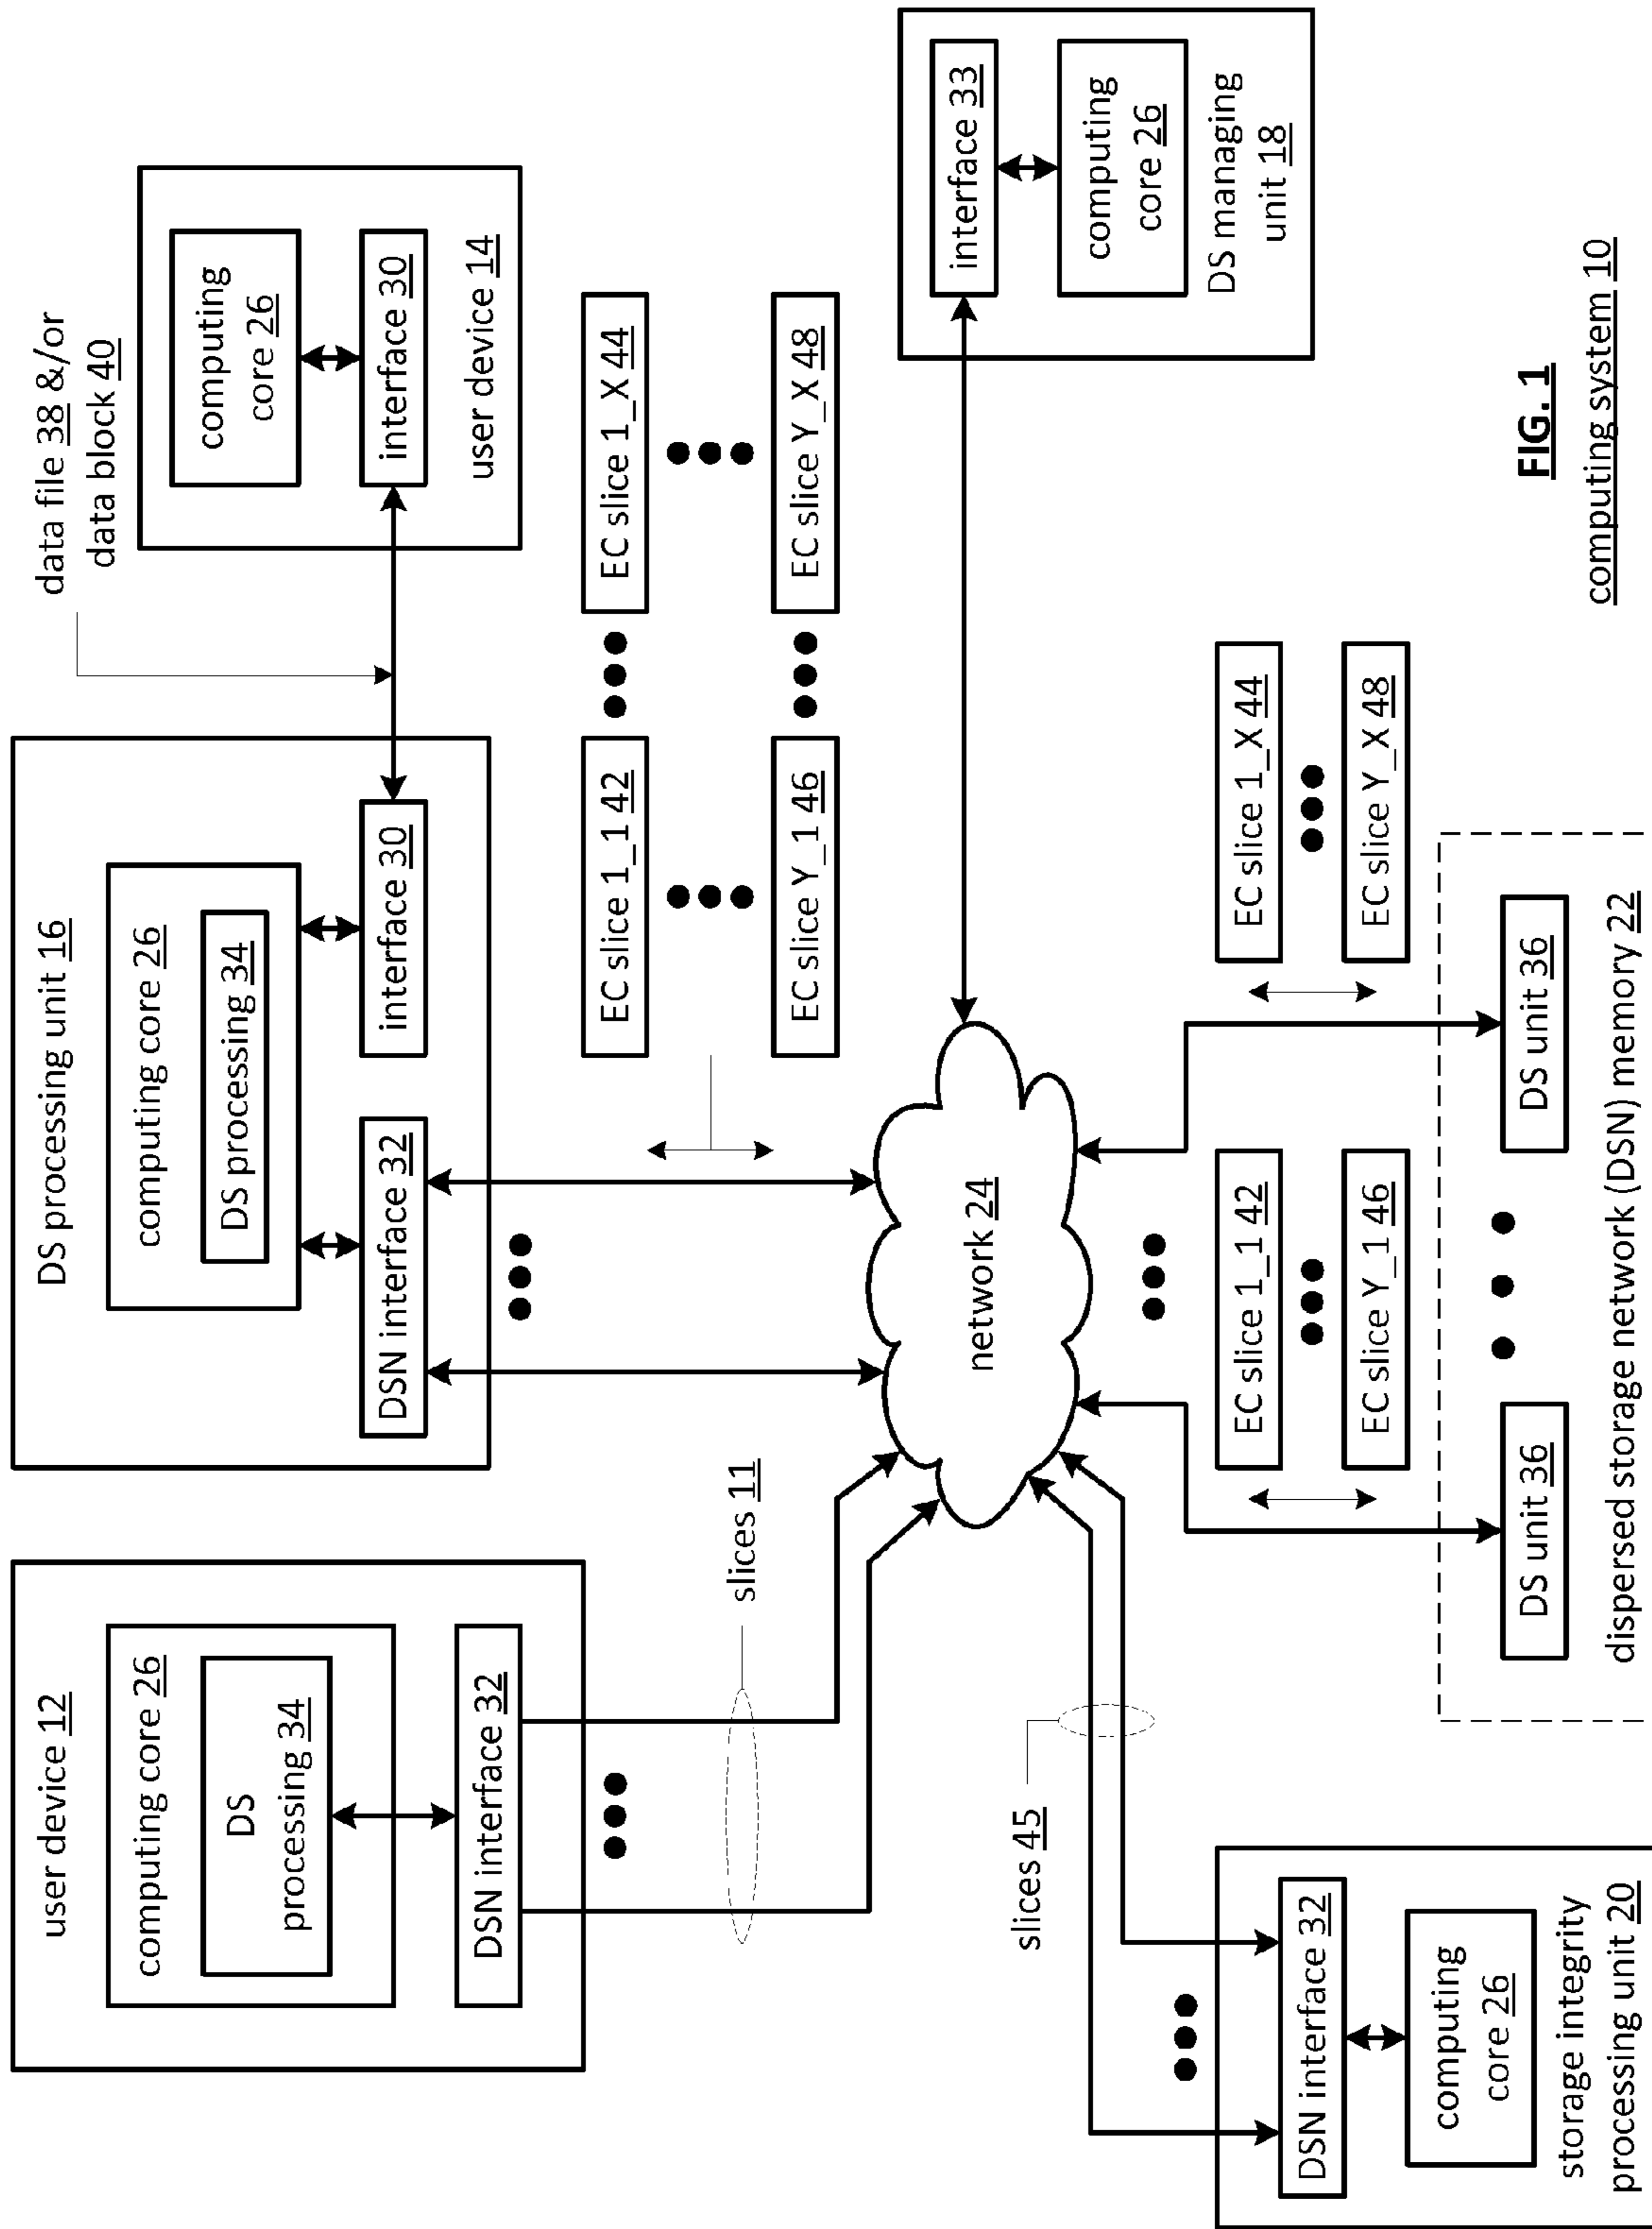 user device 12
computing core 26
DS
processing 34
DSN interface 32
slices 11
DS processing unit 16
computing core 26
DS processing 34
DSN interface 32
interface 30
data file 38 &/or
data block 40
computing
core 26
interface 30
user device 14
EC slice 1_1 42
EC slice 1_X 44
EC slice Y_1 46
EC slice Y_X 48
network 24
interface 33
computing
core 26
DS managing
unit 18
slices 45
DSN interface 32
computing
core 26
storage integrity
processing unit 20
EC slice 1_1 42
EC slice Y_1 46
EC slice 1_X 44
EC slice Y_X 48
DS unit 36
DS unit 36
dispersed storage network (DSN) memory 22
FIG. 1
computing system 10